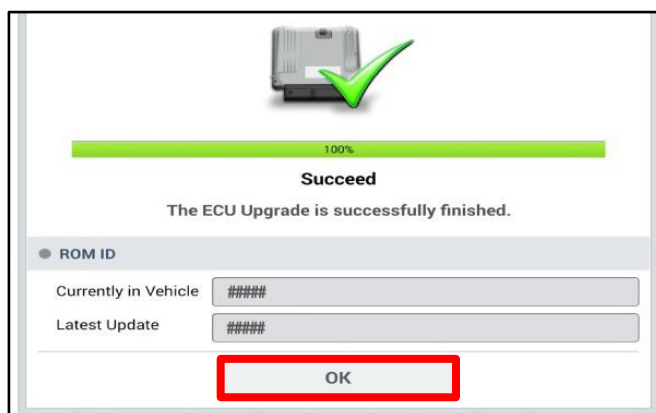 100%
Succeed
The ECU Upgrade is successfully finished.
ROM ID
Currently in Vehicle #####
Latest Update #####
OK